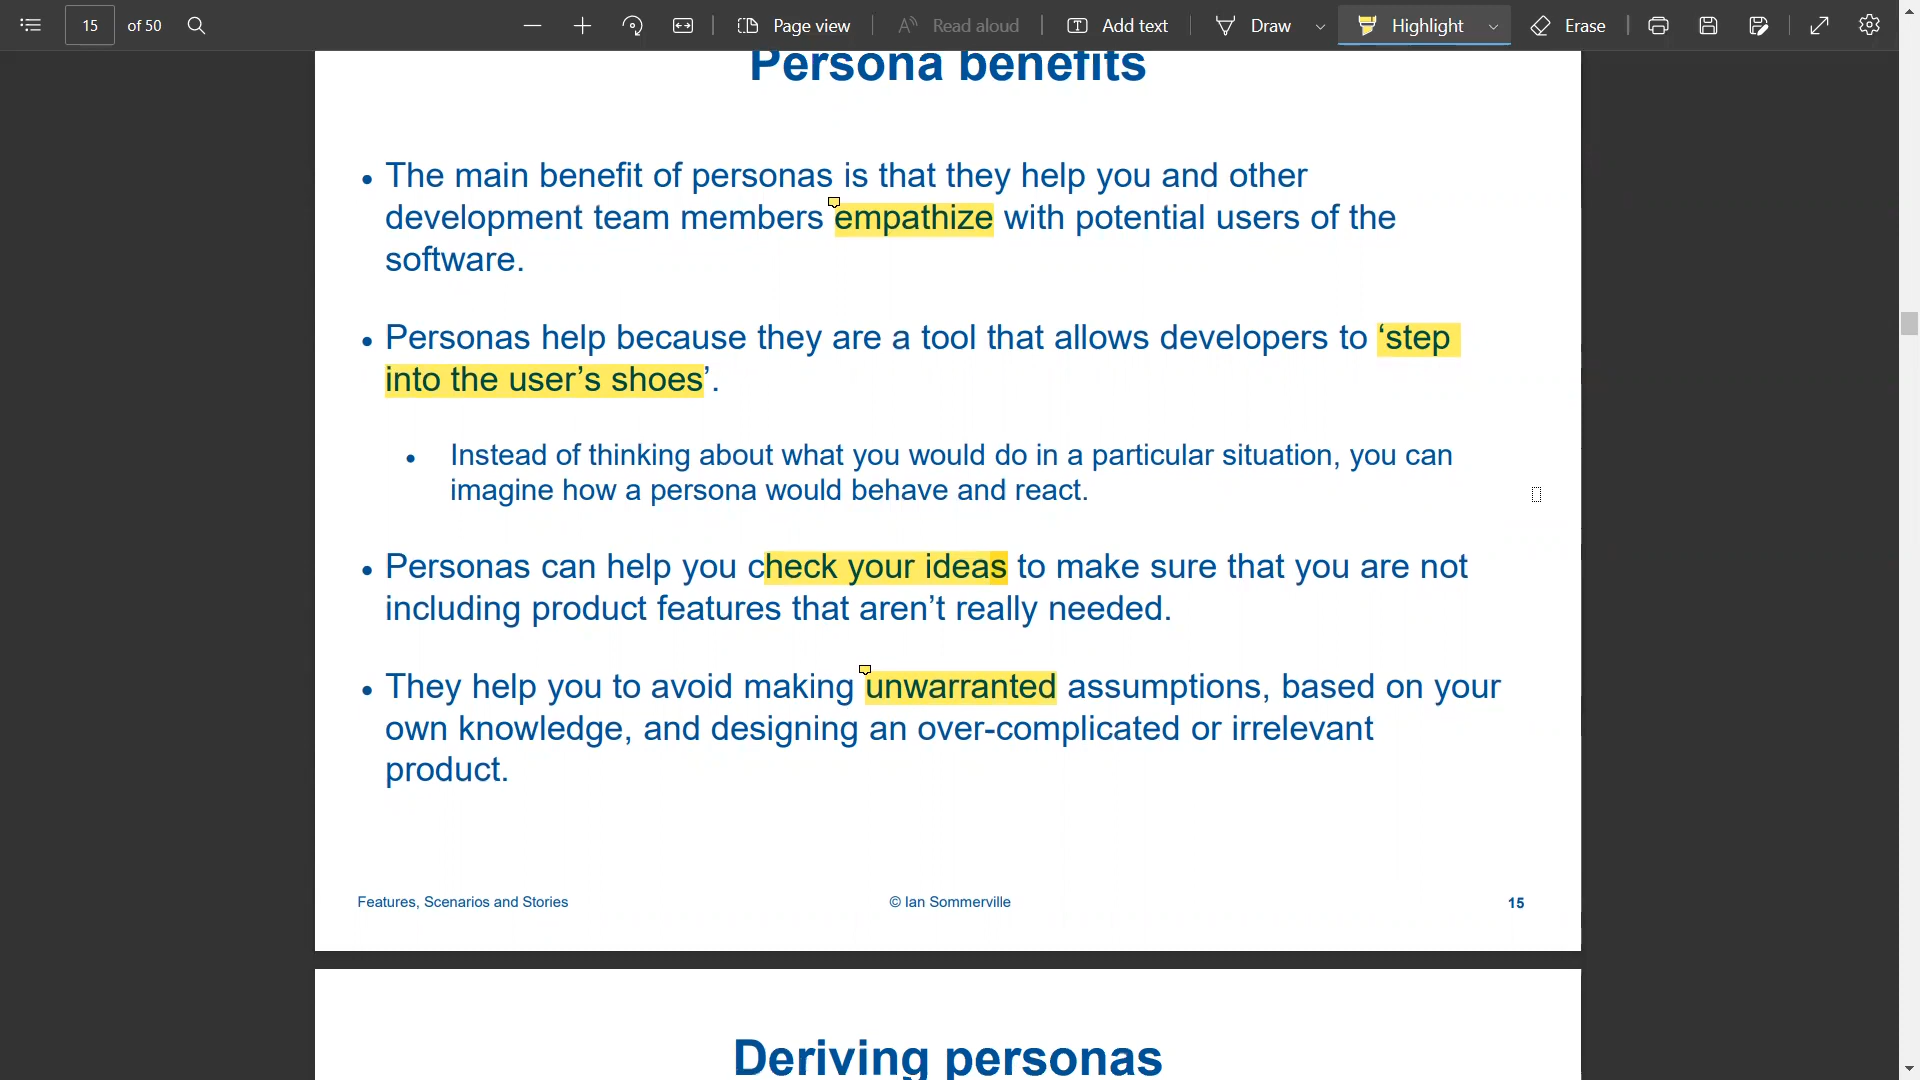 15 of 50 Page view Read aloud Add text Draw Highlight Erase
Persona benefits
• The main benefit of personas is that they help you and other
development team members empathize with potential users of the
software.
• Personas help because they are a tool that allows developers to ‘step
into the user’s shoes’.
• Instead of thinking about what you would do in a particular situation, you can
imagine how a persona would behave and react.
• Personas can help you check your ideas to make sure that you are not
including product features that aren’t really needed.
• They help you to avoid making unwarranted assumptions, based on your
own knowledge, and designing an over-complicated or irrelevant
product.
Features, Scenarios and Stories © Ian Sommerville 15
Deriving personas